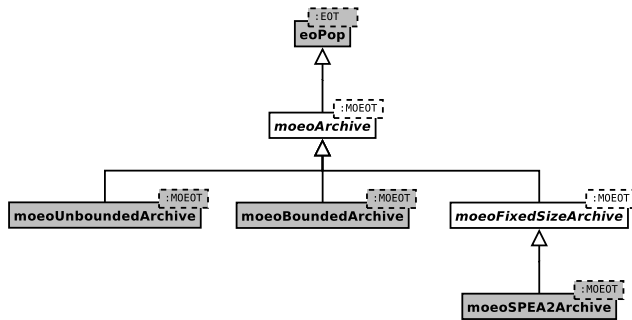 :EOT
eoPop
:MOEOT
moeoArchive
:MOEOT
moeoUnboundedArchive
:MOEOT
moeoBoundedArchive
:MOEOT
moeoFixedSizeArchive
:MOEOT
moeoSPEA2Archive